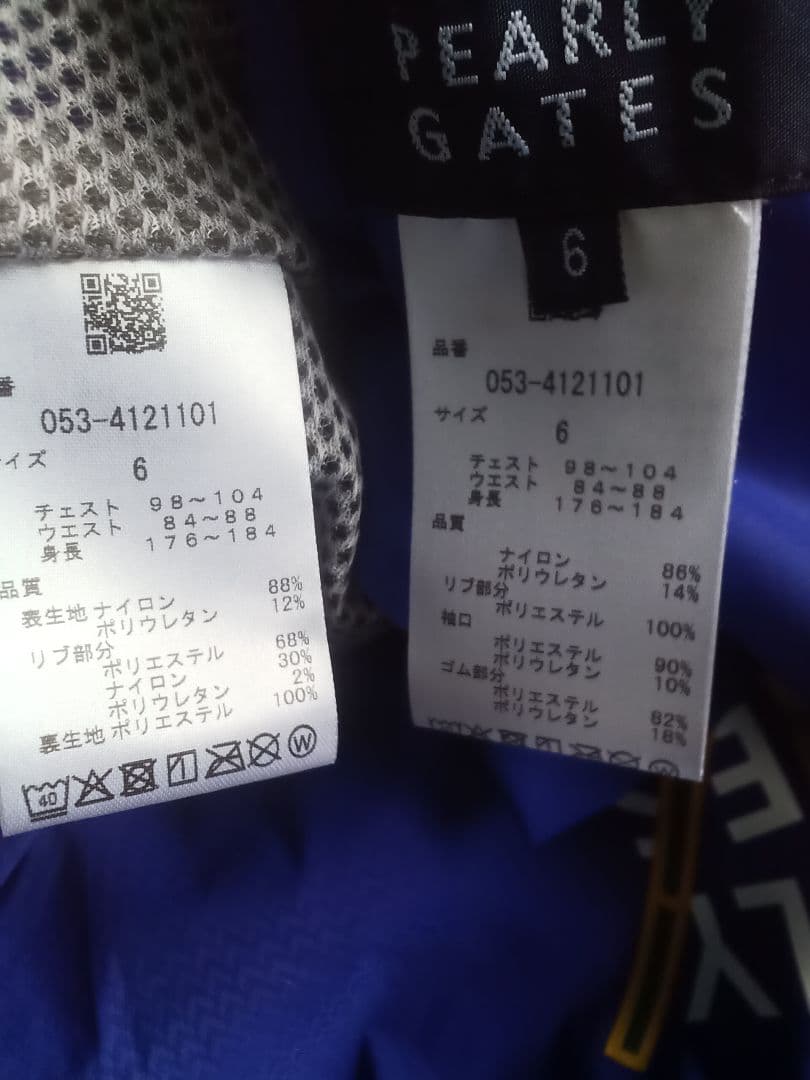 PEARLY
GATES
6
番
053-4121101
イズ
6
チェスト 98〜104
ウエスト 84〜88
身長 176〜184
品質
表生地 ナイロン 88%
ポリウレタン 12%
リブ部分
ポリエステル 68%
ナイロン 30%
ポリウレタン 2%
裏生地 ポリエステル 100%
40
W
品番
053-4121101
サイズ
6
チェスト 98〜104
ウエスト 84〜88
身長 176〜184
品質
ナイロン 86%
ポリウレタン 14%
リブ部分
ポリエステル 100%
袖口
ポリエステル 90%
ポリウレタン 10%
ゴム部分
ポリエステル 82%
ポリウレタン 18%
W
E
LY